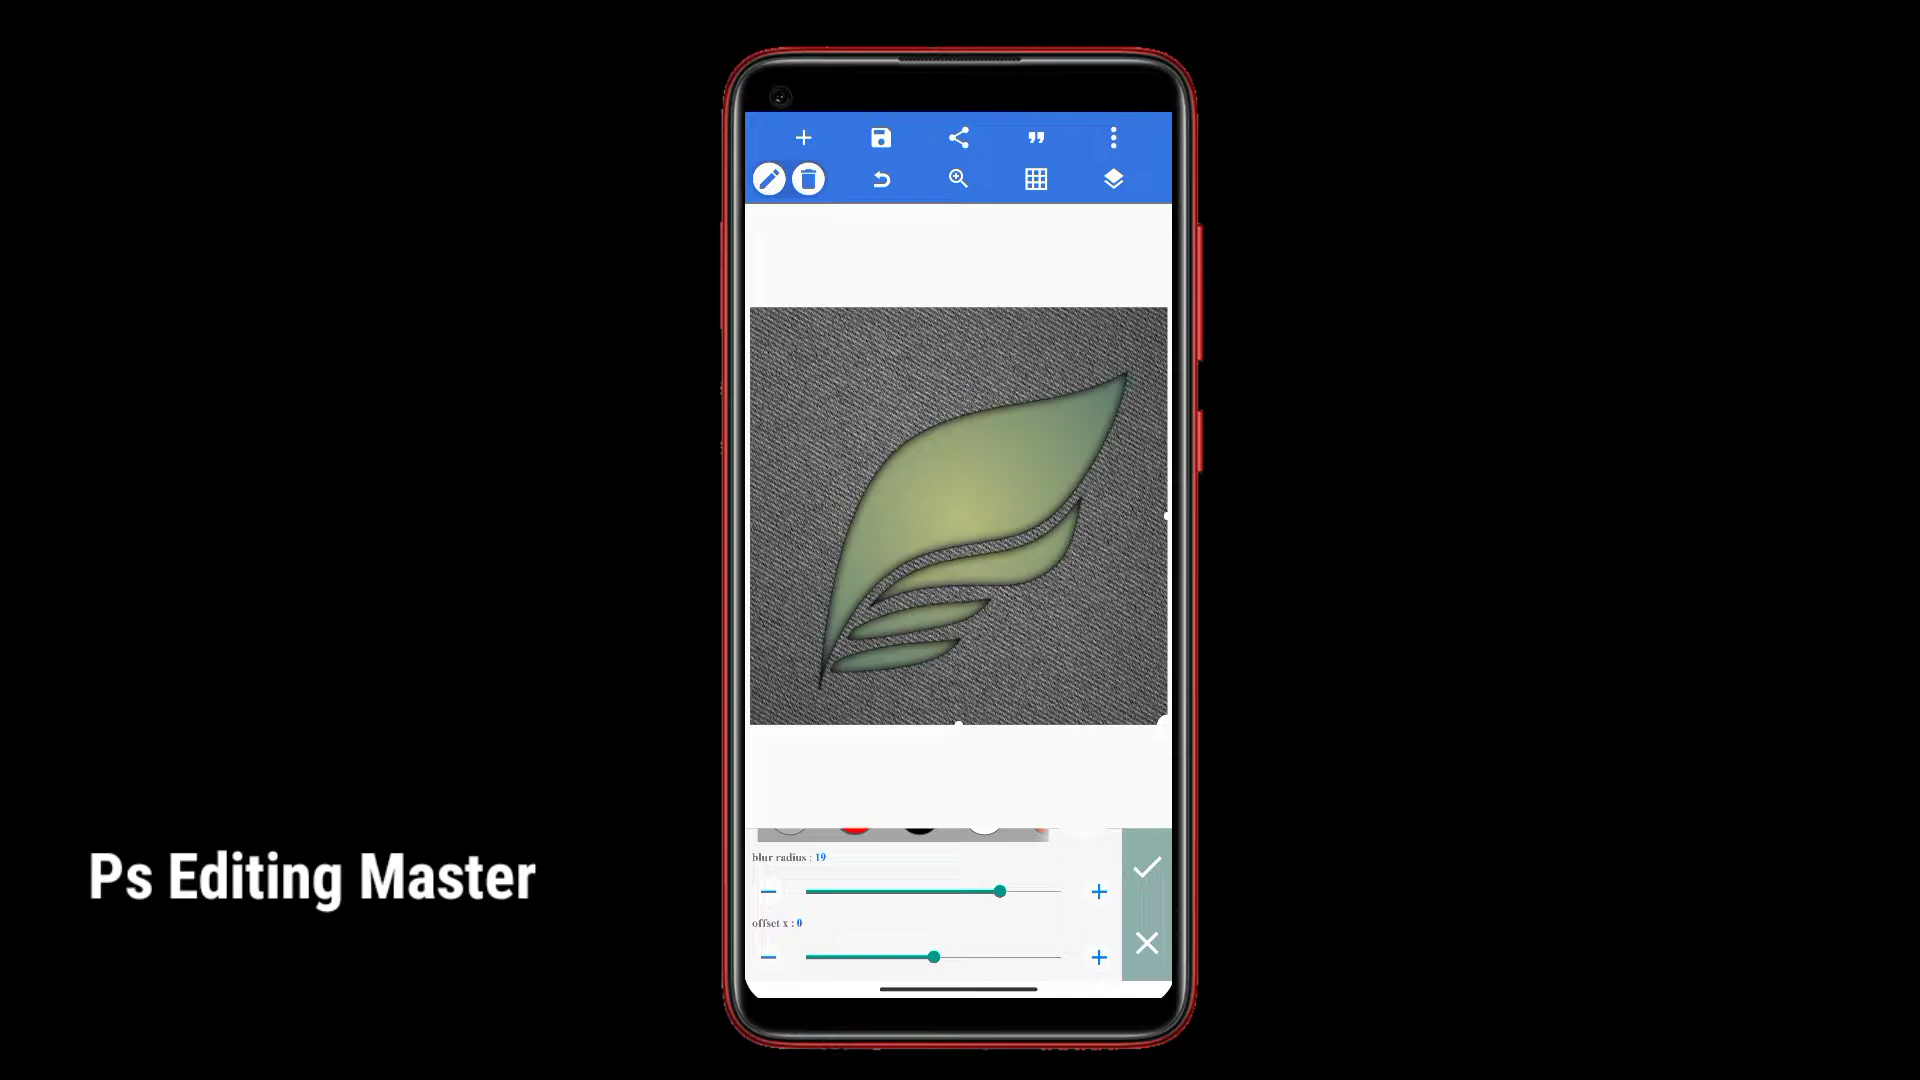 blur radius : 19
Ps Editing Master
offset x : 0